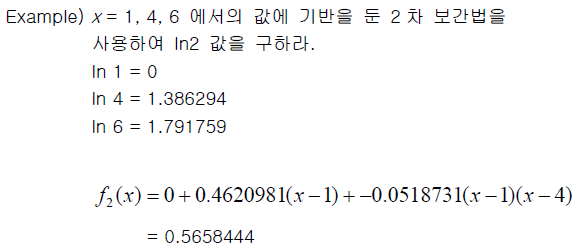 Example) x = 1, 4, 6 에서의 값에 기반을 둔 2 차 보간법을
사용하여 ln2 값을 구하라.
ln 1 = 0
ln 4 = 1.386294
ln 6 = 1.791759
f₂(x) = 0 + 0.4620981(x − 1) + −0.0518731(x − 1)(x − 4)
= 0.5658444